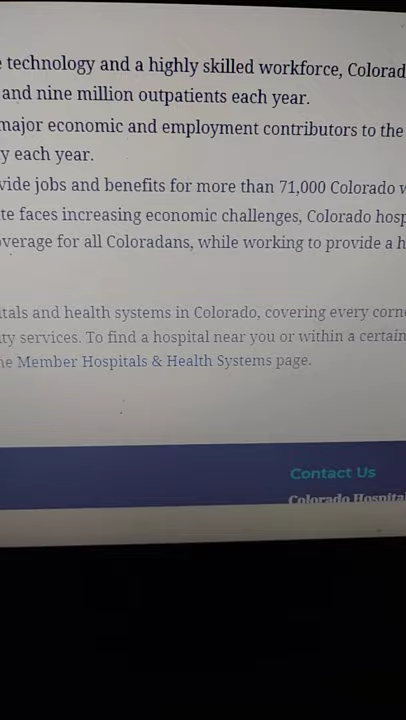 technology and a highly skilled workforce, Colorad
and nine million outpatients each year.
major economic and employment contributors to the
y each year.
vide jobs and benefits for more than 71,000 Colorado
te faces increasing economic challenges, Colorado hosp
verage for all Coloradans, while working to provide a h
itals and health systems in Colorado, covering every corn
ty services. To find a hospital near you or within a certain
he Member Hospitals & Health Systems page.
Contact Us
Colorado Hospita